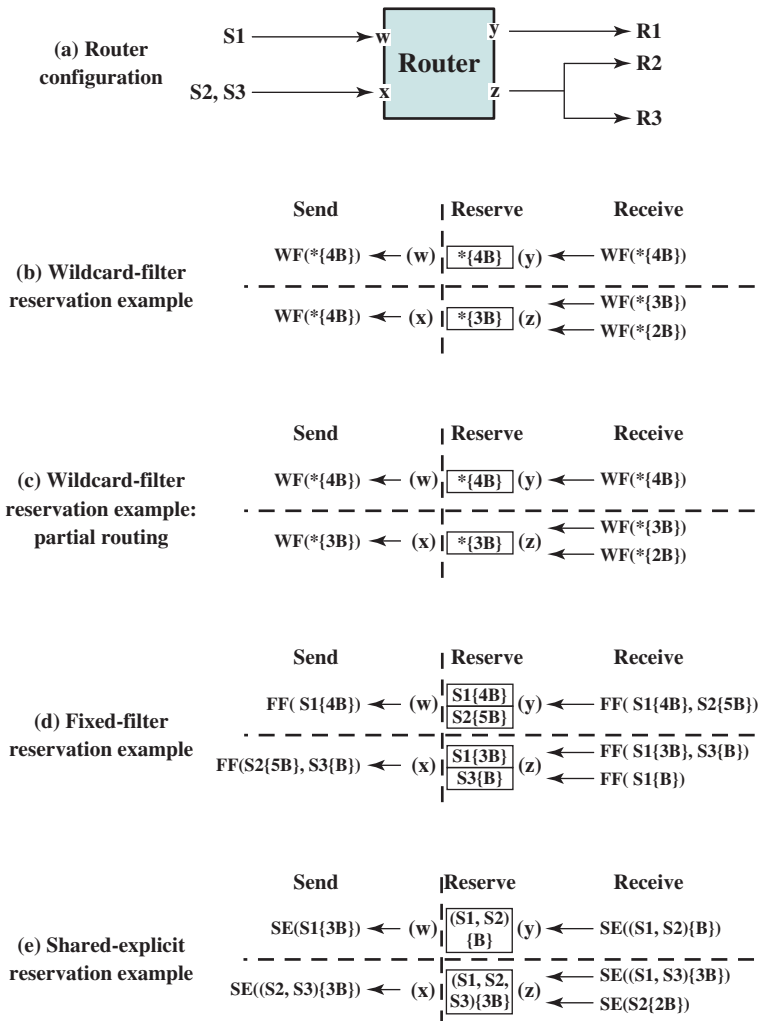 (a) Router
configuration
S1
w
y
R1
Router
R2
S2, S3
x
z
R3
Send
Reserve
Receive
(b) Wildcard-filter
reservation example
WF(*{4B})
(w)
*{4B}
(y)
WF(*{4B})
WF(*{4B})
(x)
*{3B}
(z)
WF(*{3B})
WF(*{2B})
Send
Reserve
Receive
(c) Wildcard-filter
reservation example:
partial routing
WF(*{4B})
(w)
*{4B}
(y)
WF(*{4B})
WF(*{3B})
(x)
*{3B}
(z)
WF(*{3B})
WF(*{2B})
Send
Reserve
Receive
(d) Fixed-filter
reservation example
FF( S1{4B})
(w)
S1{4B}
S2{5B}
(y)
FF( S1{4B}, S2{5B})
FF(S2{5B}, S3{B})
(x)
S1{3B}
S3{B}
(z)
FF( S1{3B}, S3{B})
FF( S1{B})
Send
Reserve
Receive
(e) Shared-explicit
reservation example
SE(S1{3B})
(w)
(S1, S2)
{B}
(y)
SE((S1, S2){B})
SE((S2, S3){3B})
(x)
(S1, S2,
S3){3B}
(z)
SE((S1, S3){3B})
SE(S2{2B})